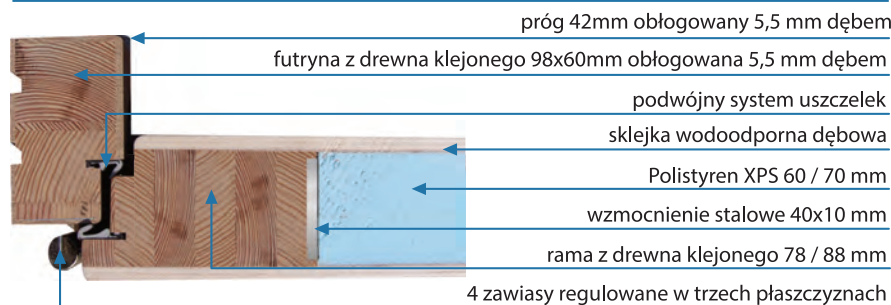 próg 42mm obłogowany 5,5 mm dębem
futryna z drewna klejonego 98x60mm obłogowana 5,5 mm dębem
podwójny system uszczelek
sklejka wodoodporna dębowa
Polistyren XPS 60 / 70 mm
wzmocnienie stalowe 40x10 mm
rama z drewna klejonego 78 / 88 mm
4 zawiasy regulowane w trzech płaszczyznach